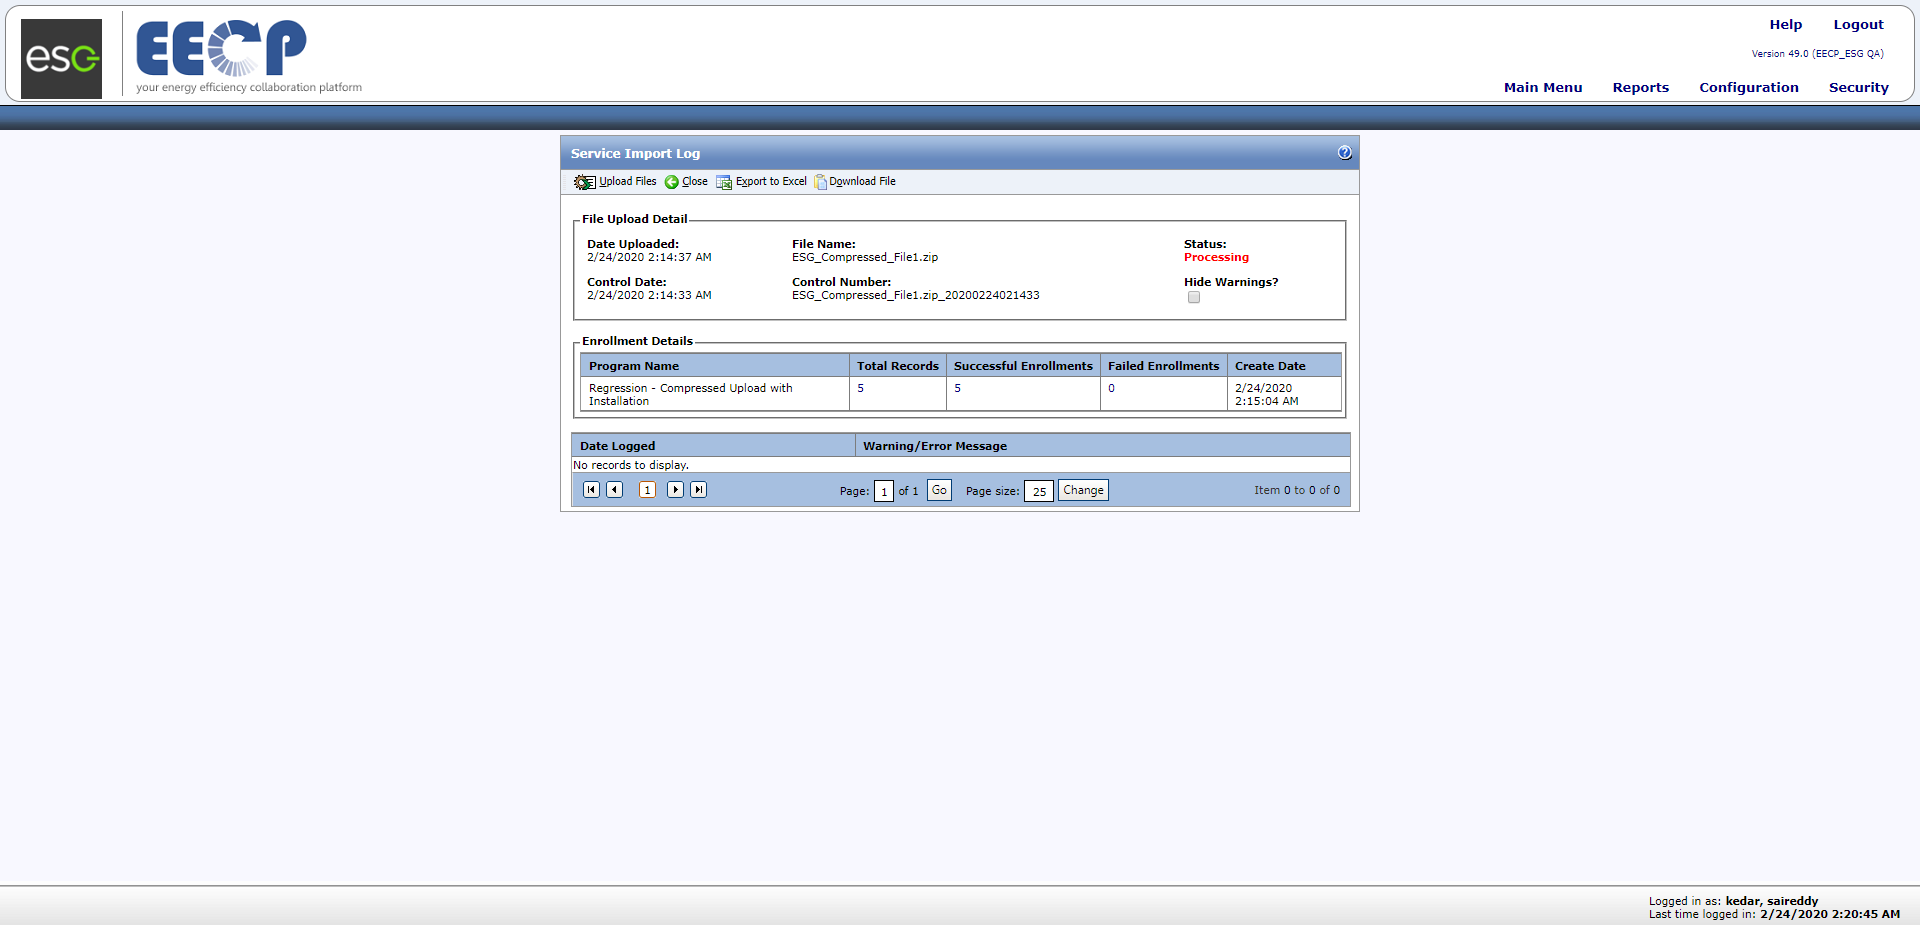 esc
EECP
your energy efficiency collaboration platform
Help Logout
Version 49.0 (EECP_ESG QA)
Main Menu Reports Configuration Security
Service Import Log
Upload Files Close Export to Excel Download File
File Upload Detail
Date Uploaded: File Name: Status:
2/24/2020 2:14:37 AM ESG_Compressed_File1.zip Processing
Control Date: Control Number: Hide Warnings?
2/24/2020 2:14:33 AM ESG_Compressed_File1.zip_20200224021433
Enrollment Details
Program Name Total Records Successful Enrollments Failed Enrollments Create Date
Regression - Compressed Upload with 5 5 0 2/24/2020
Installation 2:15:04 AM
Date Logged Warning/Error Message
No records to display.
1 Page: 1 of 1 Go Page size: 25 Change Item 0 to 0 of 0
Logged in as: kedar, saireddy
Last time logged in: 2/24/2020 2:20:45 AM